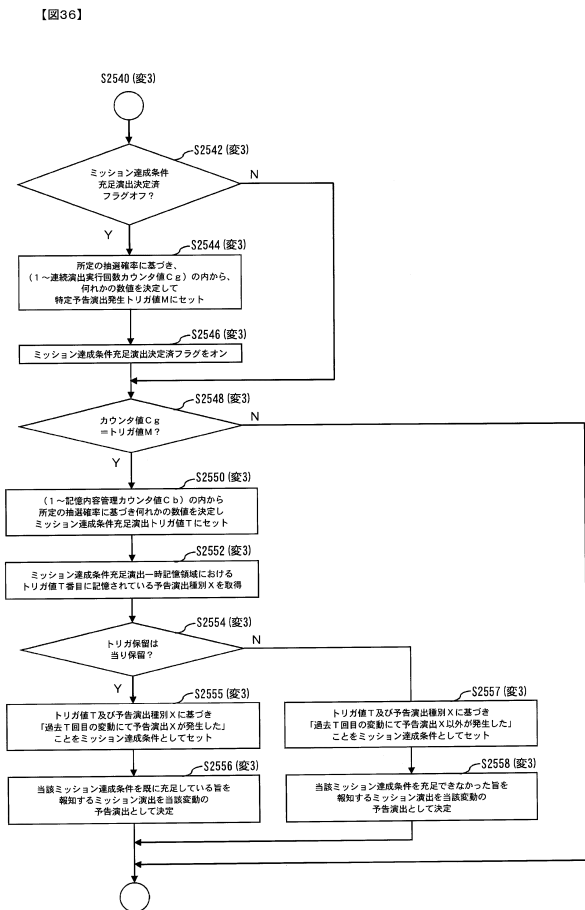 【図36】
S2540 (変3)
S2542 (変3)
ミッション達成条件
充足演出決定済
フラグオフ？
N
Y
S2544 (変3)
所定の抽選確率に基づき、
（１～連続演出実行回数カウンタ値Ｃｇ）の内から、
何れかの数値を決定して
特定予告演出発生トリガ値Ｍにセット
S2546 (変3)
ミッション達成条件充足演出決定済フラグをオン
S2548 (変3)
カウンタ値Ｃｇ
＝トリガ値Ｍ？
N
Y
S2550 (変3)
（１～記憶内容管理カウンタ値Ｃｂ）の内から
所定の抽選確率に基づき何れかの数値を決定し
ミッション達成条件充足演出トリガ値Ｔにセット
S2552 (変3)
ミッション達成条件充足演出一時記憶領域における
トリガ値Ｔ番目に記憶されている予告演出種別Ｘを取得
S2554 (変3)
トリガ保留は
当り保留？
N
Y
S2555 (変3)
トリガ値Ｔ及び予告演出種別Ｘに基づき
「過去Ｔ回目の変動にて予告演出Ｘが発生した」
ことをミッション達成条件としてセット
S2557 (変3)
トリガ値Ｔ及び予告演出種別Ｘに基づき
「過去Ｔ回目の変動にて予告演出Ｘ以外が発生した」
ことをミッション達成条件としてセット
S2556 (変3)
当該ミッション達成条件を既に充足している旨を
報知するミッション演出を当該変動の
予告演出として決定
S2558 (変3)
当該ミッション達成条件を充足できなかった旨を
報知するミッション演出を当該変動の
予告演出として決定